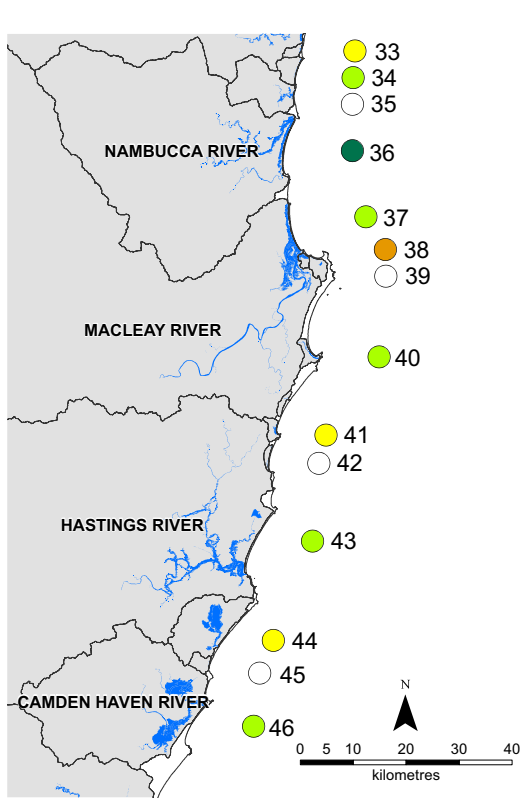 33
34
35
NAMBUCCA RIVER 36
37
38
39
MACLEAY RIVER
40
41
42
HASTINGS RIVER 43
44
45
CAMDEN HAVEN RIVER 46
N
0 5 10 20 30 40
kilometres